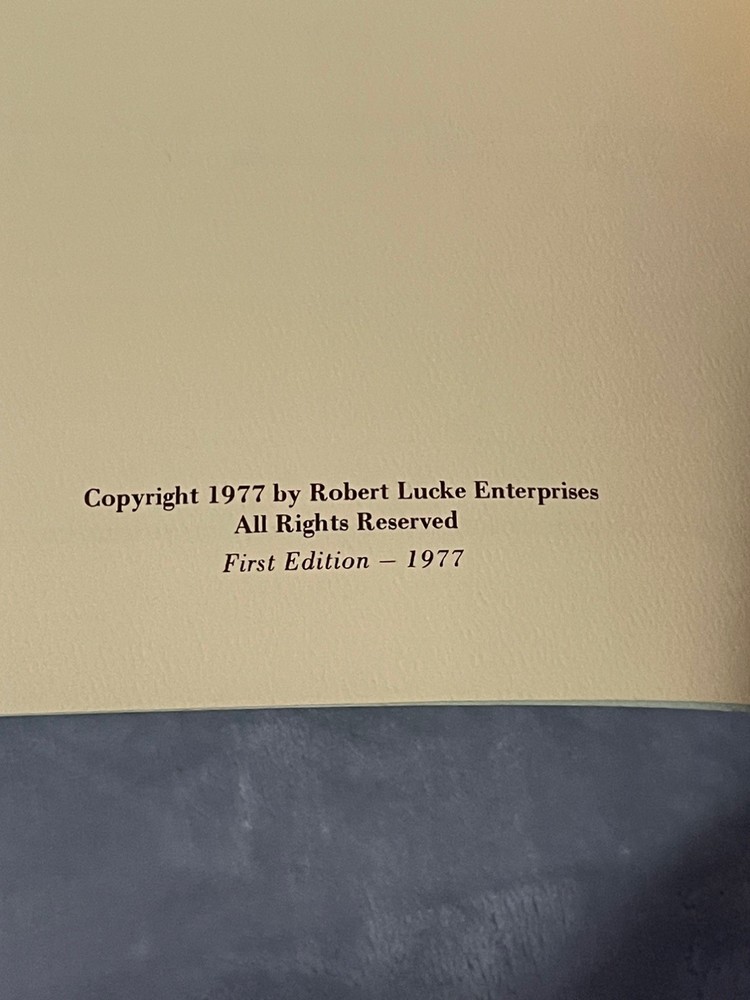 Copyright 1977 by Robert Lucke Enterprises
All Rights Reserved
First Edition – 1977